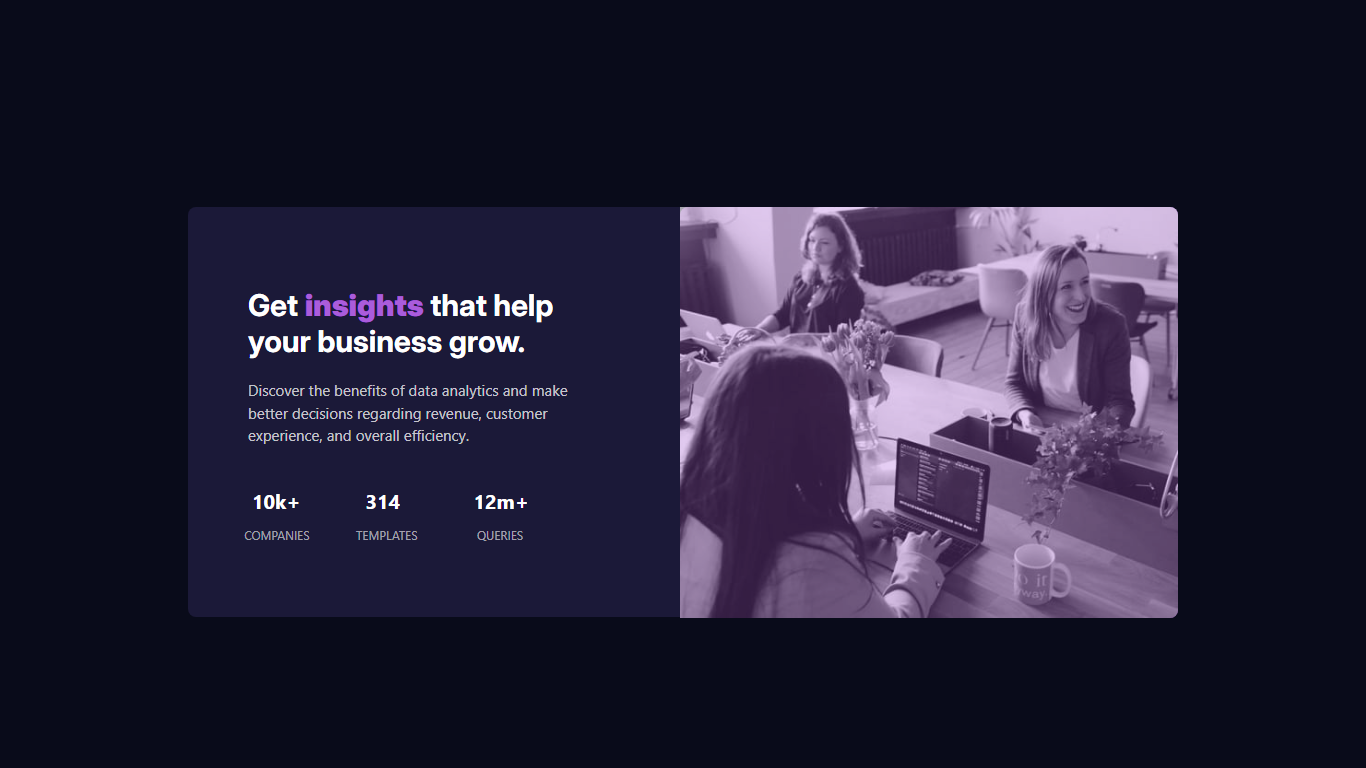 Get insights that help
your business grow.
Discover the benefits of data analytics and make
better decisions regarding revenue, customer
experience, and overall efficiency.
10k+ 314 12m+
COMPANIES TEMPLATES QUERIES